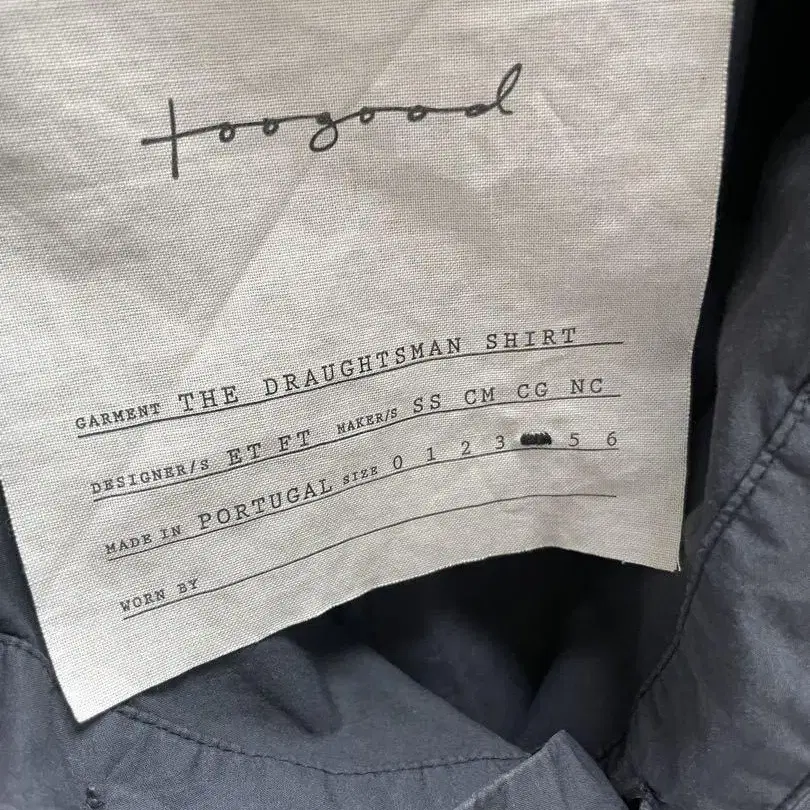 toogood
GARMENT THE DRAUGHTSMAN SHIRT
DESIGNER/S ET FT MAKER/S SS CM CG NC
MADE IN PORTUGAL SIZE 0 1 2 3 5 6
WORN BY